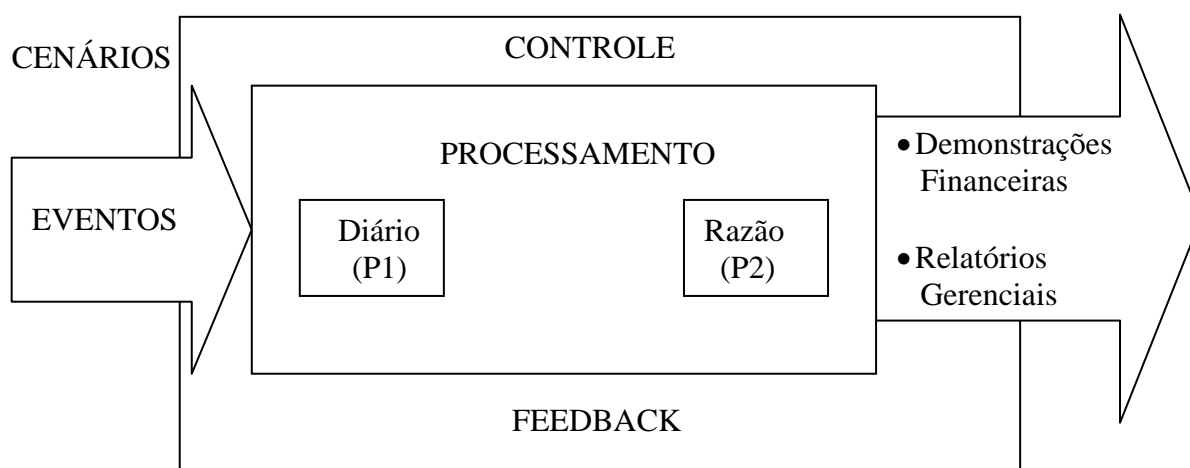 CENÁRIOS
CONTROLE
PROCESSAMENTO
EVENTOS
Diário
(P1)
Razão
(P2)
• Demonstrações
Financeiras
• Relatórios
Gerenciais
FEEDBACK